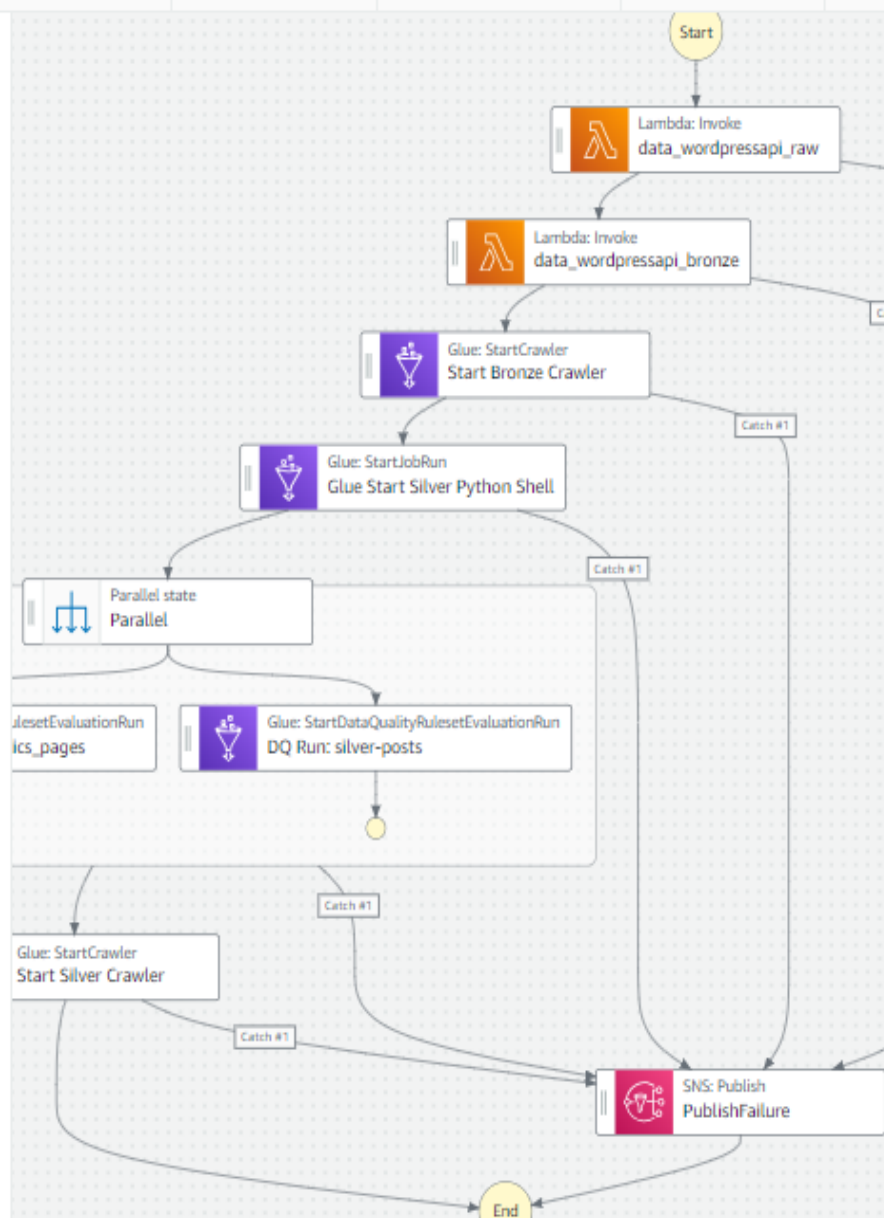 Start
Lambda: Invoke
data_wordpressapi_raw
Lambda: Invoke
data_wordpressapi_bronze
Glue: StartCrawler
Start Bronze Crawler
Catch #1
Glue: StartJobRun
Glue Start Silver Python Shell
Catch #1
Parallel state
Parallel
ulesetEvaluationRun
ics_pages
Glue: StartDataQualityRulesetEvaluationRun
DQ Run: silver-posts
Catch #1
Glue: StartCrawler
Start Silver Crawler
Catch #1
SNS: Publish
PublishFailure
End